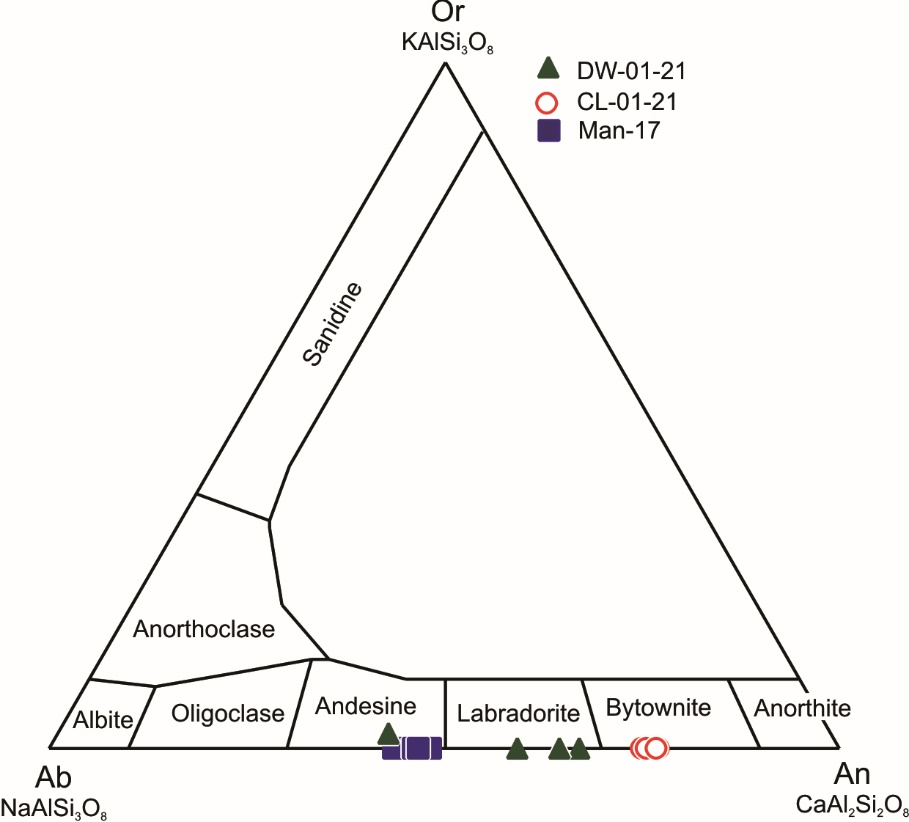 Or
KAlSi₃O₈
DW-01-21
CL-01-21
Man-17
Sanidine
Anorthoclase
Albite
Oligoclase
Andesine
Labradorite
Bytownite
Anorthite
Ab
NaAlSi₃O₈
An
CaAl₂Si₂O₈